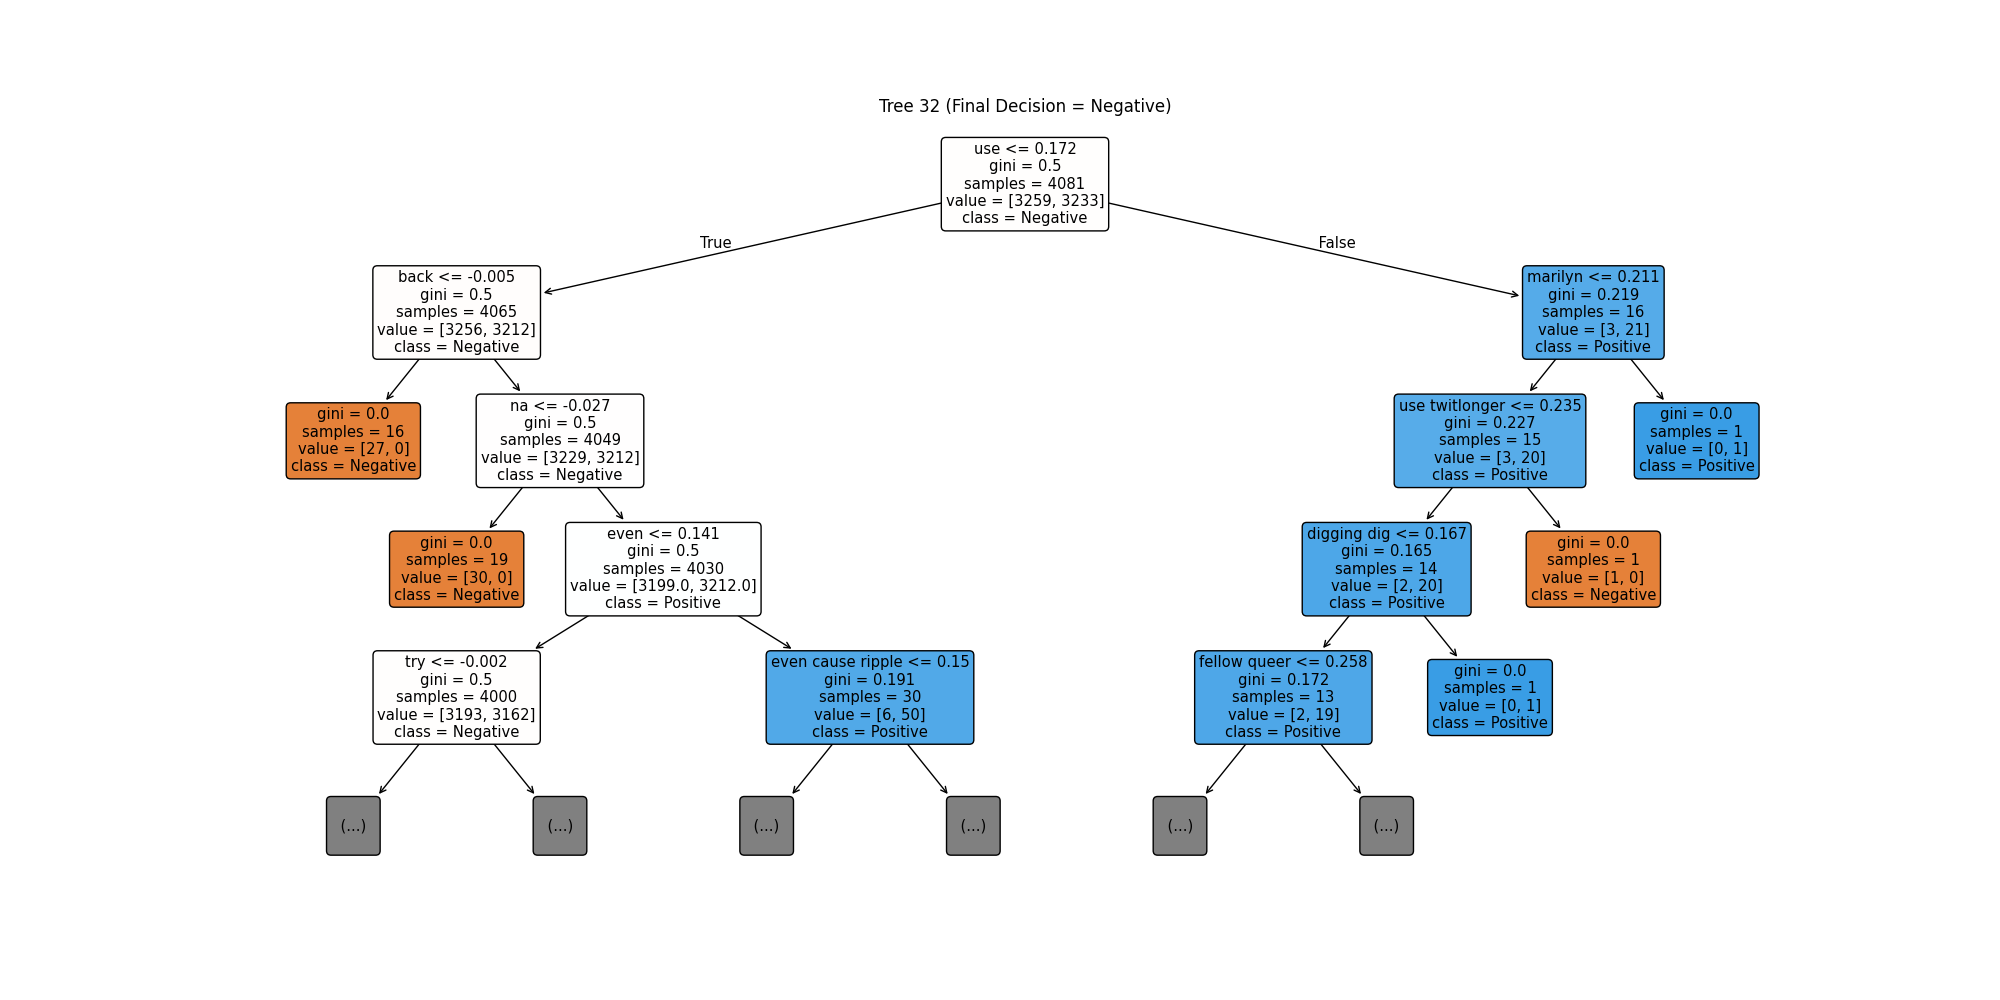 Tree 32 (Final Decision = Negative)
use <= 0.172
gini = 0.5
samples = 4081
value = [3259, 3233]
class = Negative
True
False
back <= -0.005
gini = 0.5
samples = 4065
value = [3256, 3212]
class = Negative
marilyn <= 0.211
gini = 0.219
samples = 16
value = [3, 21]
class = Positive
gini = 0.0
samples = 16
value = [27, 0]
class = Negative
na <= -0.027
gini = 0.5
samples = 4049
value = [3229, 3212]
class = Negative
use twitlonger <= 0.235
gini = 0.227
samples = 15
value = [3, 20]
class = Positive
gini = 0.0
samples = 1
value = [0, 1]
class = Positive
gini = 0.0
samples = 19
value = [30, 0]
class = Negative
even <= 0.141
gini = 0.5
samples = 4030
value = [3199.0, 3212.0]
class = Positive
digging dig <= 0.167
gini = 0.165
samples = 14
value = [2, 20]
class = Positive
gini = 0.0
samples = 1
value = [1, 0]
class = Negative
try <= -0.002
gini = 0.5
samples = 4000
value = [3193, 3162]
class = Negative
even cause ripple <= 0.15
gini = 0.191
samples = 30
value = [6, 50]
class = Positive
fellow queer <= 0.258
gini = 0.172
samples = 13
value = [2, 19]
class = Positive
gini = 0.0
samples = 1
value = [0, 1]
class = Positive
(...)
(...)
(...)
(...)
(...)
(...)